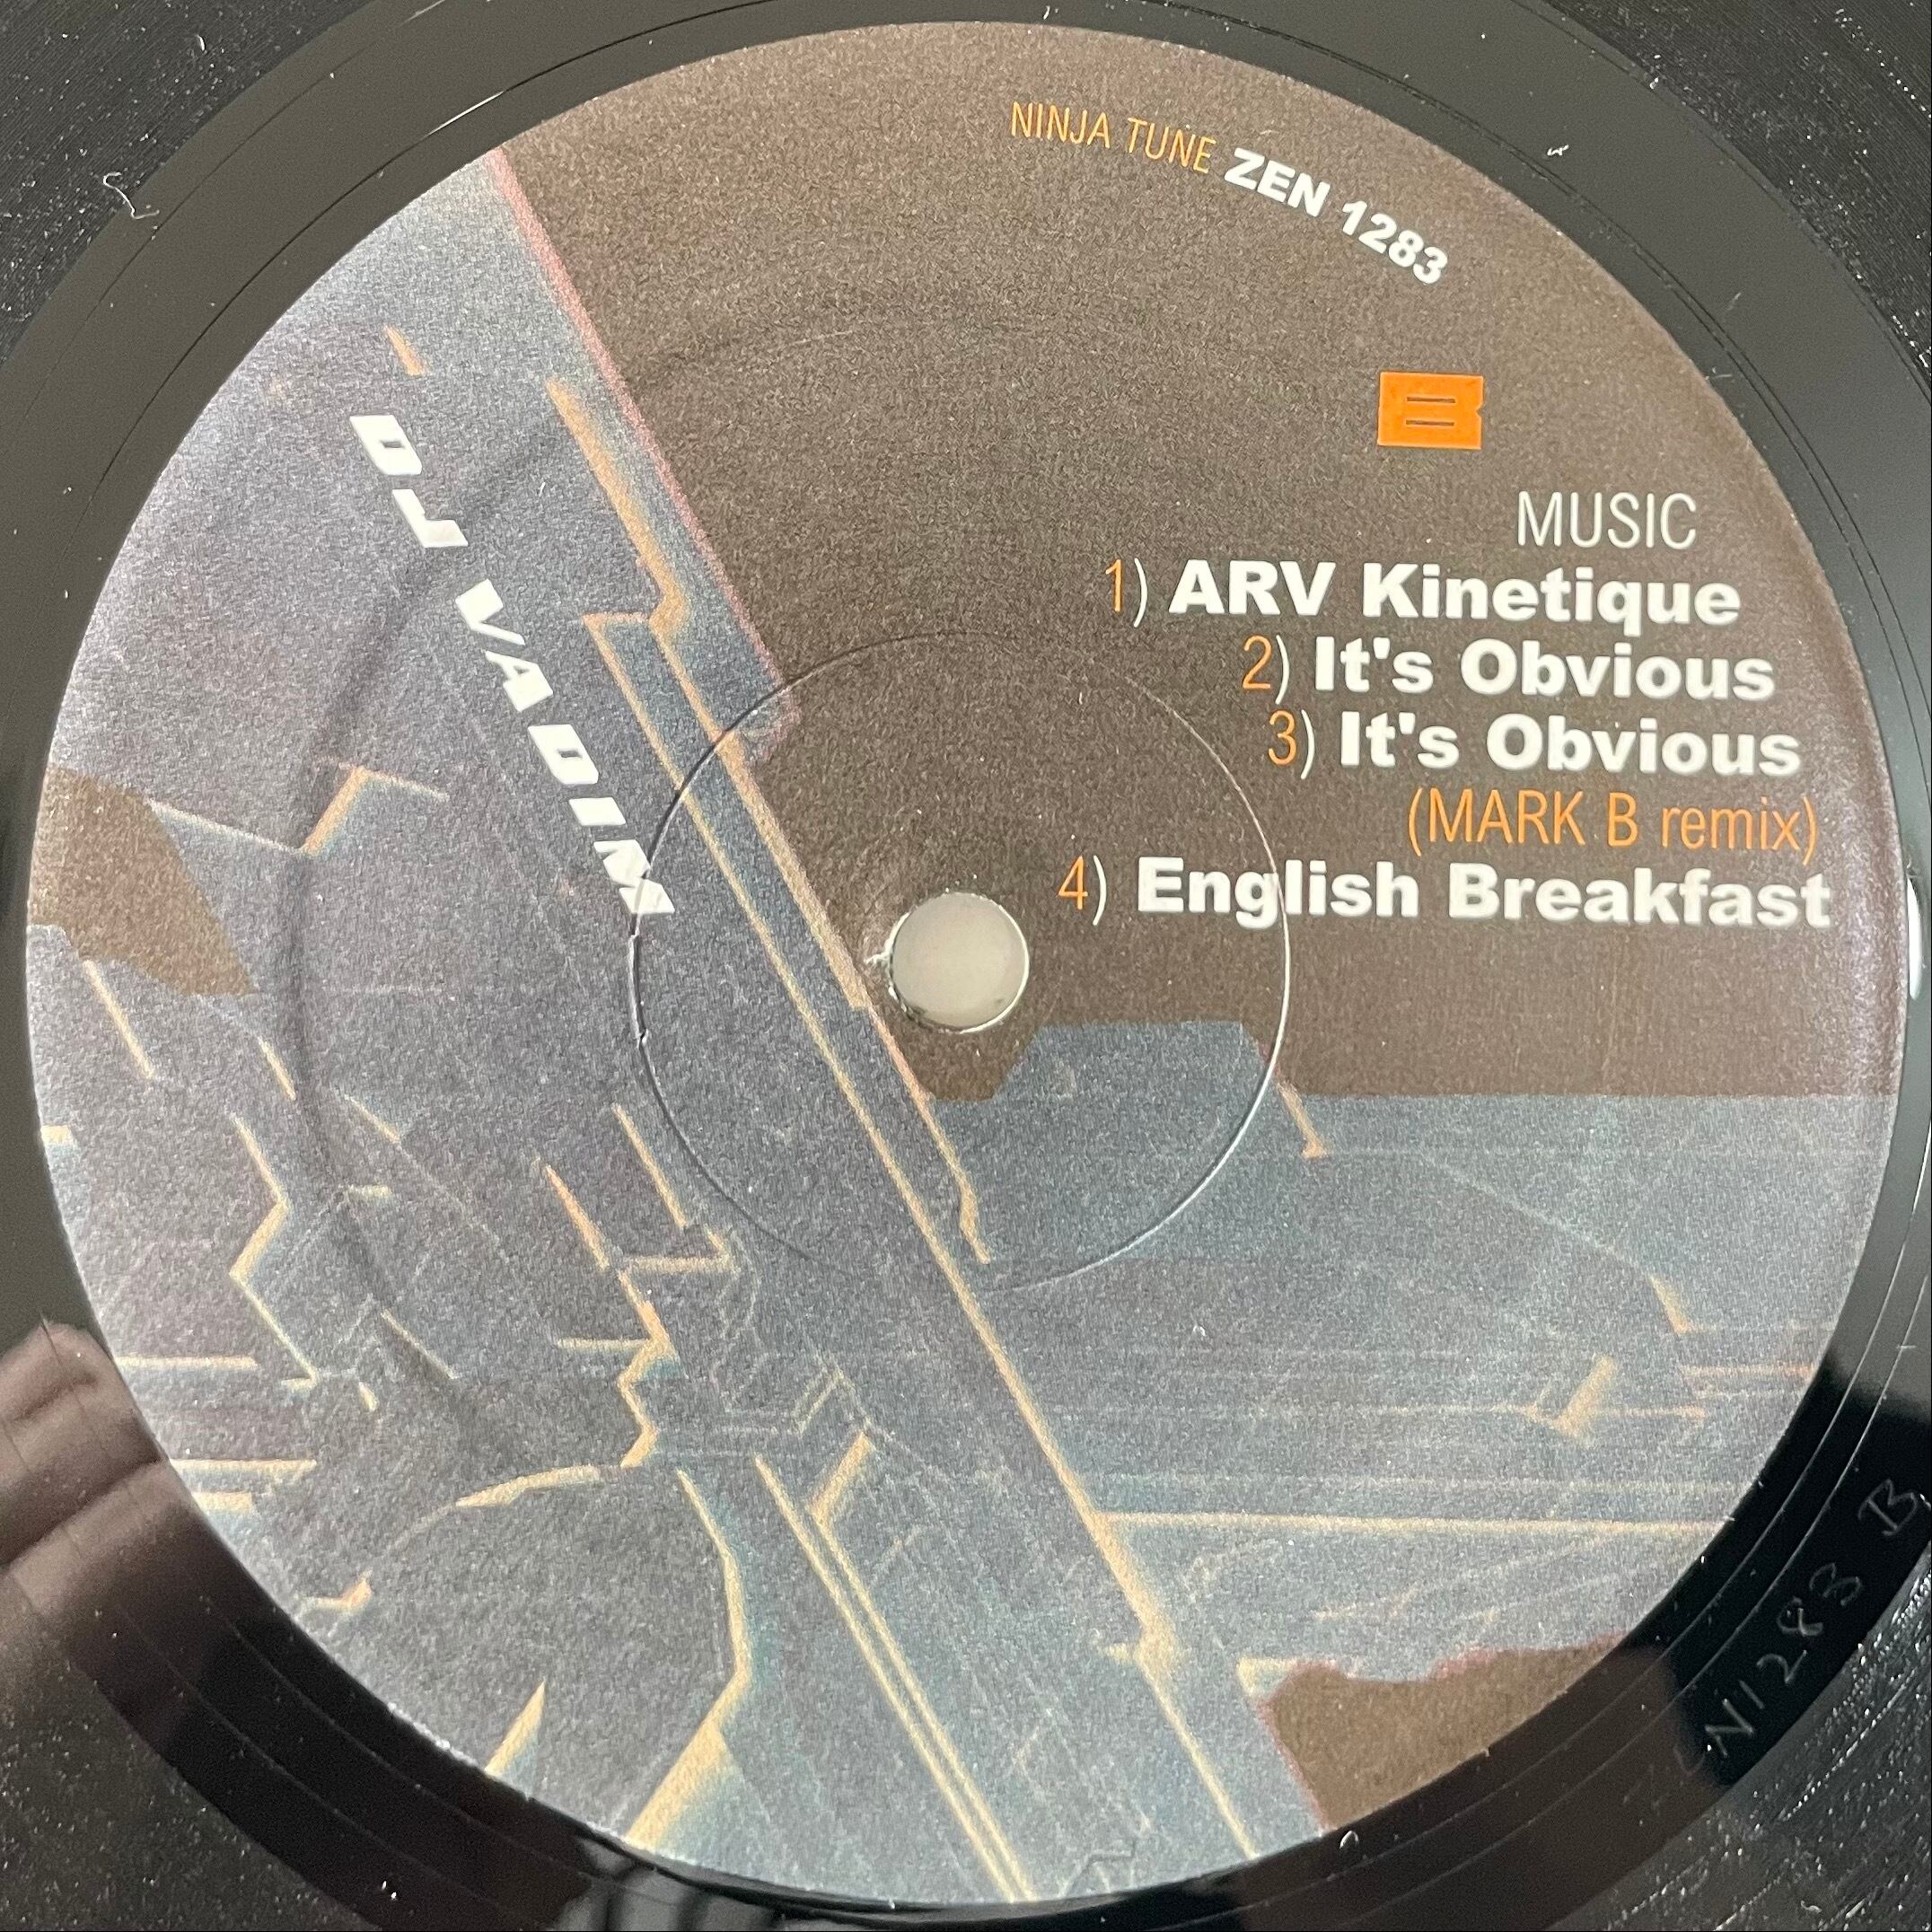 NINJA TUNE ZEN 1283
B
DJ VADIM
MUSIC
1) ARV Kinetique
2) It's Obvious
3) It's Obvious
(MARK B remix)
4) English Breakfast
N1283 B